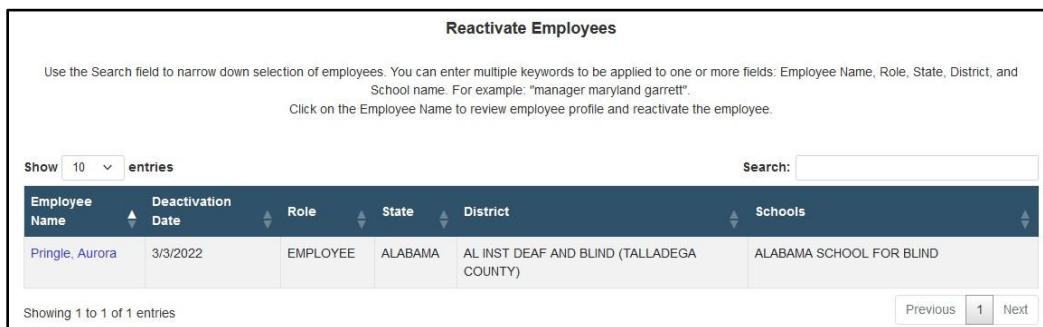 Reactivate Employees
Use the Search field to narrow down selection of employees. You can enter multiple keywords to be applied to one or more fields: Employee Name, Role, State, District, and
School name. For example: "manager maryland garrett".
Click on the Employee Name to review employee profile and reactivate the employee.
Show 10 entries Search:
Employee Name Deactivation Date Role State District Schools
Pringle, Aurora 3/3/2022 EMPLOYEE ALABAMA AL INST DEAF AND BLIND (TALLADEGA COUNTY) ALABAMA SCHOOL FOR BLIND
Showing 1 to 1 of 1 entries Previous 1 Next